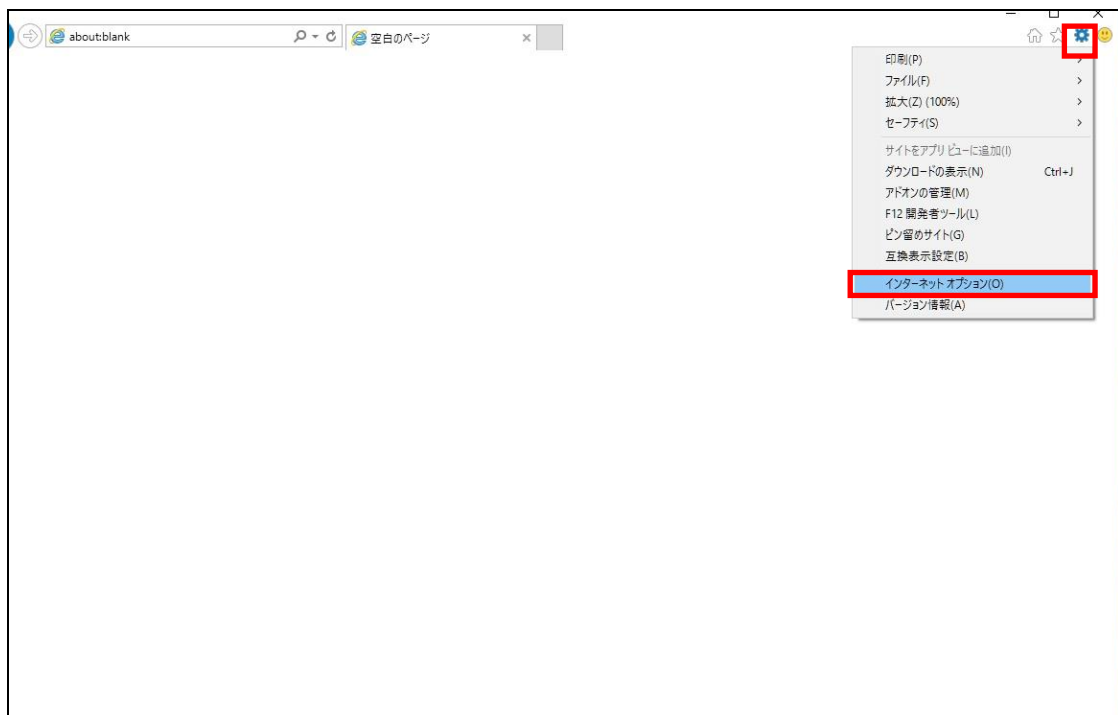 about:blank
空白のページ
印刷(P)
ファイル(F)
拡大(Z) (100%)
セーフティ(S)
サイトをアプリ ビューに追加(I)
ダウンロードの表示(N) Ctrl+J
アドオンの管理(M)
F12 開発者ツール(L)
ピン留めサイト(G)
互換表示設定(B)
インターネット オプション(O)
バージョン情報(A)